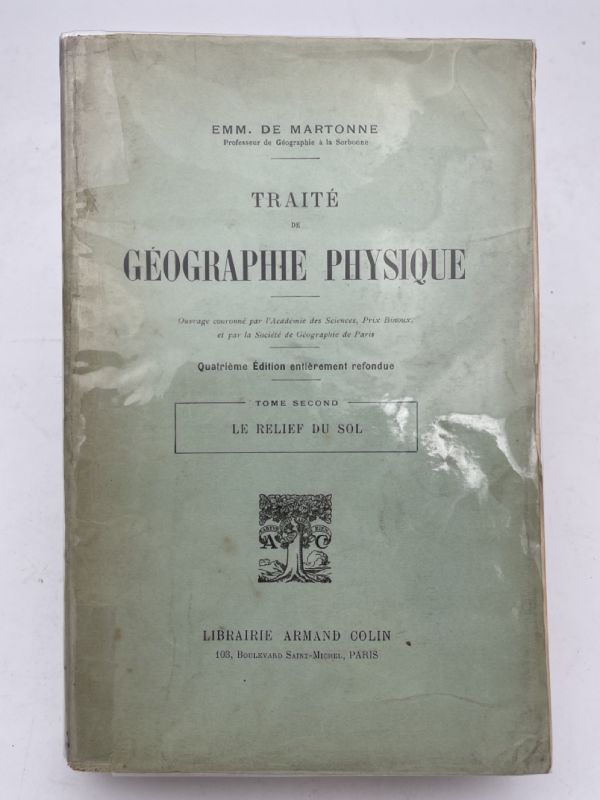 EMM. DE MARTONNE
Professeur de Géographie à la Sorbonne
TRAITÉ
DE
GÉOGRAPHIE PHYSIQUE
Ouvrage couronné par l'Académie des Sciences, Prix Binoux,
et par la Société de Géographie de Paris
Quatrième Édition entièrement refondue
TOME SECOND
LE RELIEF DU SOL
A C
LIBRAIRIE ARMAND COLIN
103, BOULEVARD SAINT-MICHEL, PARIS